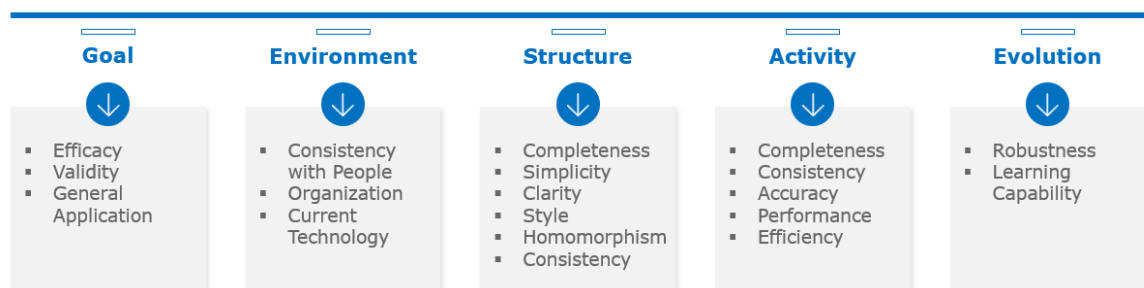 Goal
Efficacy
Validity
General
Application
Environment
Consistency
with People
Organization
Current
Technology
Structure
Completeness
Simplicity
Clarity
Style
Homomorphism
Consistency
Activity
Completeness
Consistency
Accuracy
Performance
Efficiency
Evolution
Robustness
Learning
Capability